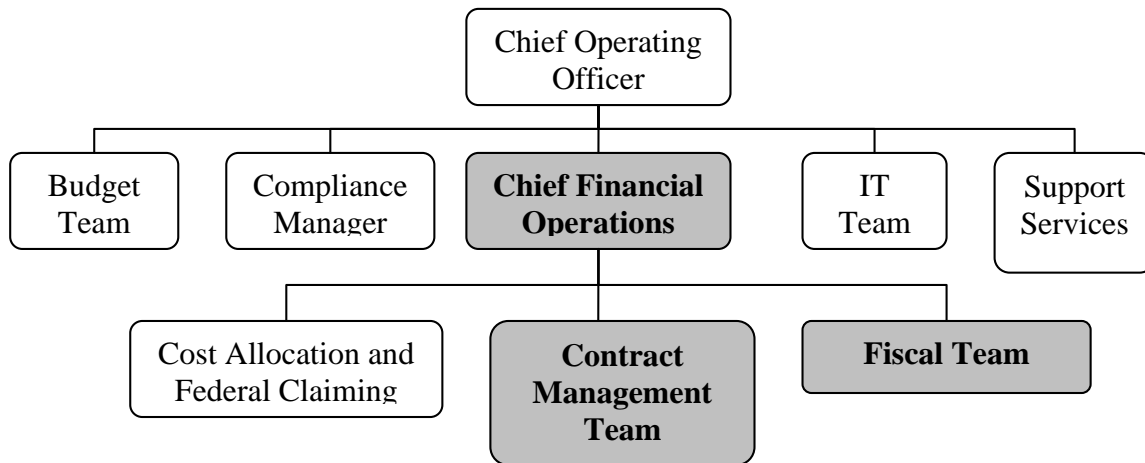 Chief Operating
Officer
Budget
Team
Compliance
Manager
Chief Financial
Operations
IT
Team
Support
Services
Cost Allocation and
Federal Claiming
Contract
Management
Team
Fiscal Team